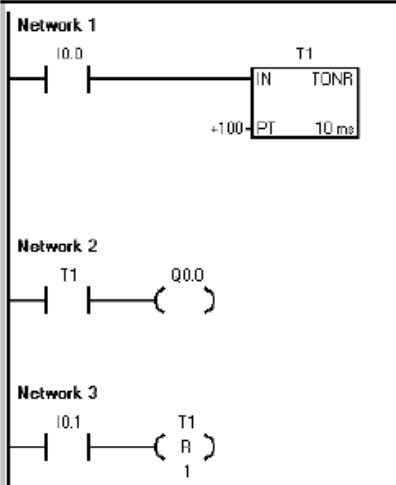 Network 1
I0.0 T1
IN TONR
+100 PT 10 ms
Network 2
T1 Q0.0
Network 3
I0.1 T1
R
1